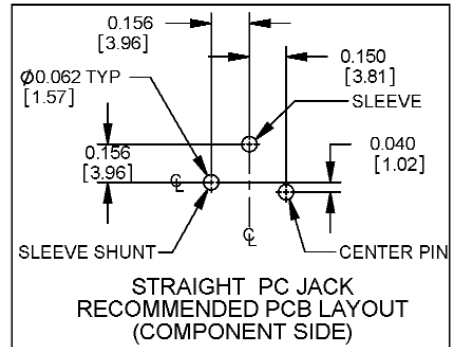 0.156
[3.96]
0.150
[3.81]
Ø0.062 TYP
[1.57]
SLEEVE
0.156
[3.96]
0.040
[1.02]
℄
℄
SLEEVE SHUNT
CENTER PIN
STRAIGHT PC JACK
RECOMMENDED PCB LAYOUT
(COMPONENT SIDE)